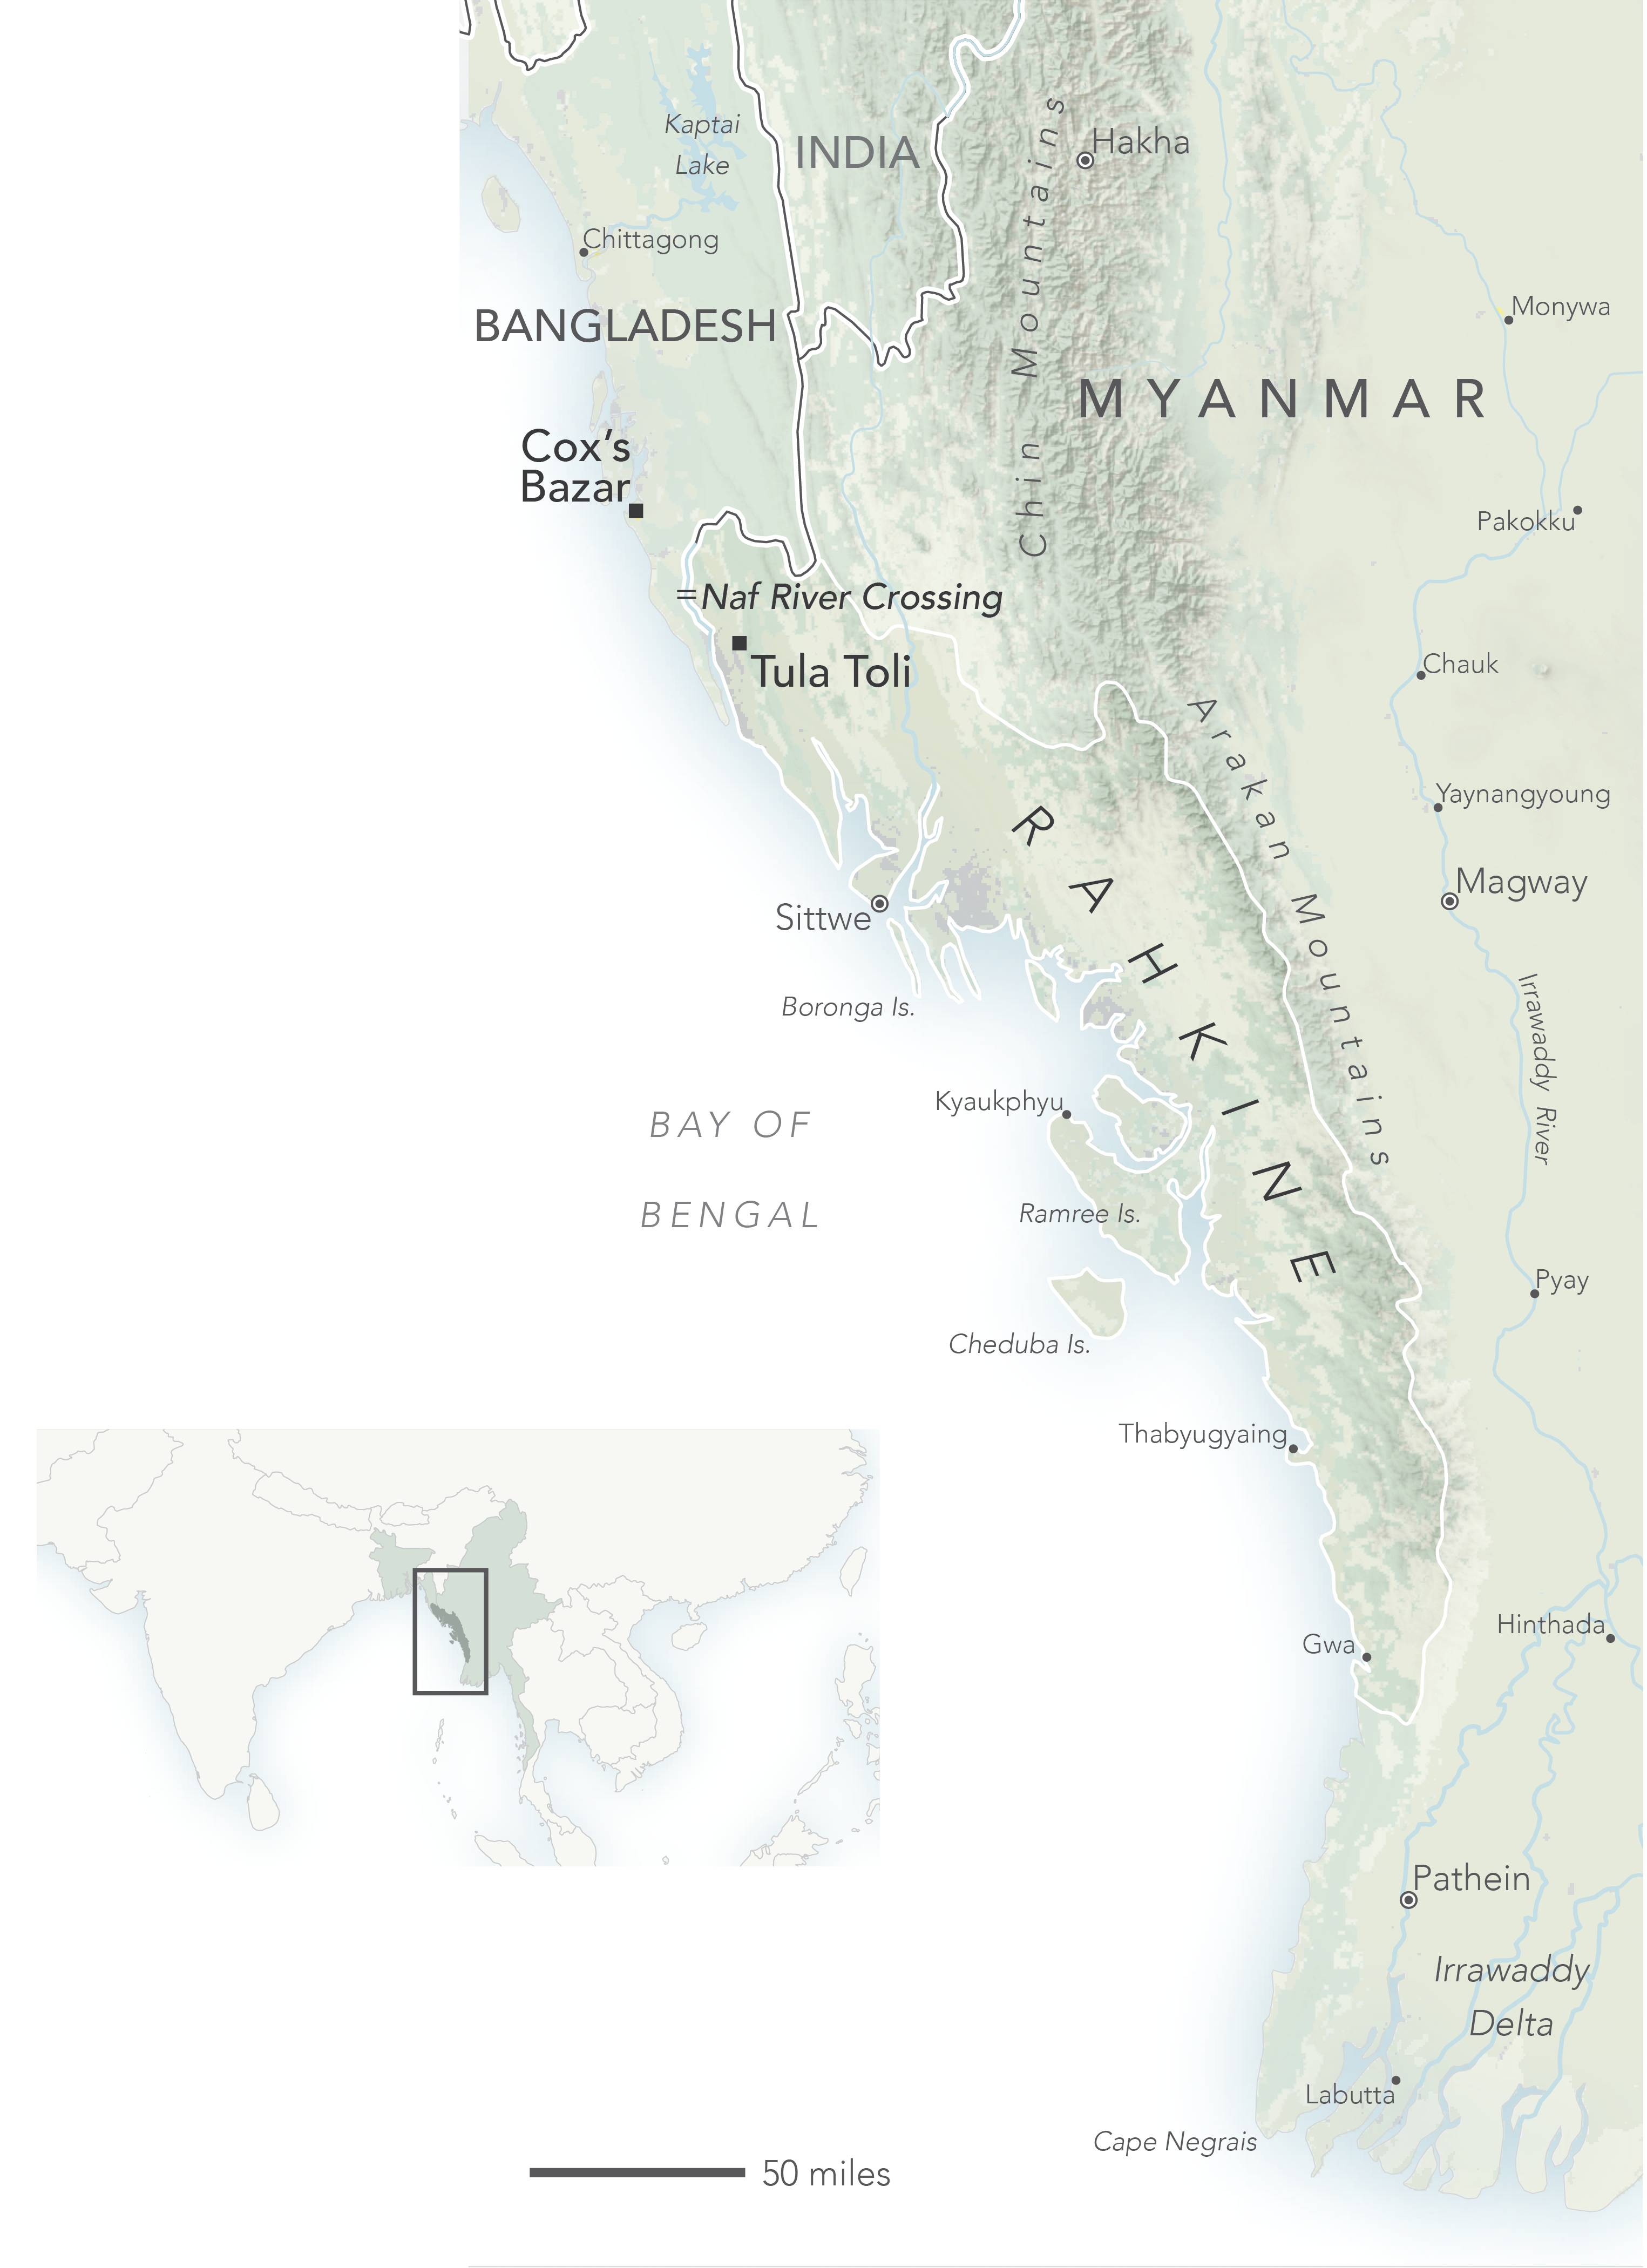 Kaptai
Lake
INDIA
Hakha
Chin Mountains
Chittagong
BANGLADESH
Monywa
MYANMAR
Cox’s
Bazar
Pakokku
=Naf River Crossing
Tula Toli
Chauk
Arakan Mountains
Yaynangyoung
RAHKINE
Magway
Sittwe
Irrawaddy River
Boronga Is.
Kyaukphyu
BAY OF
BENGAL
Ramree Is.
Pyay
Cheduba Is.
Thabyugyaing
Hinthada
Gwa
Pathein
Irrawaddy
Delta
Labutta
Cape Negrais
50 miles